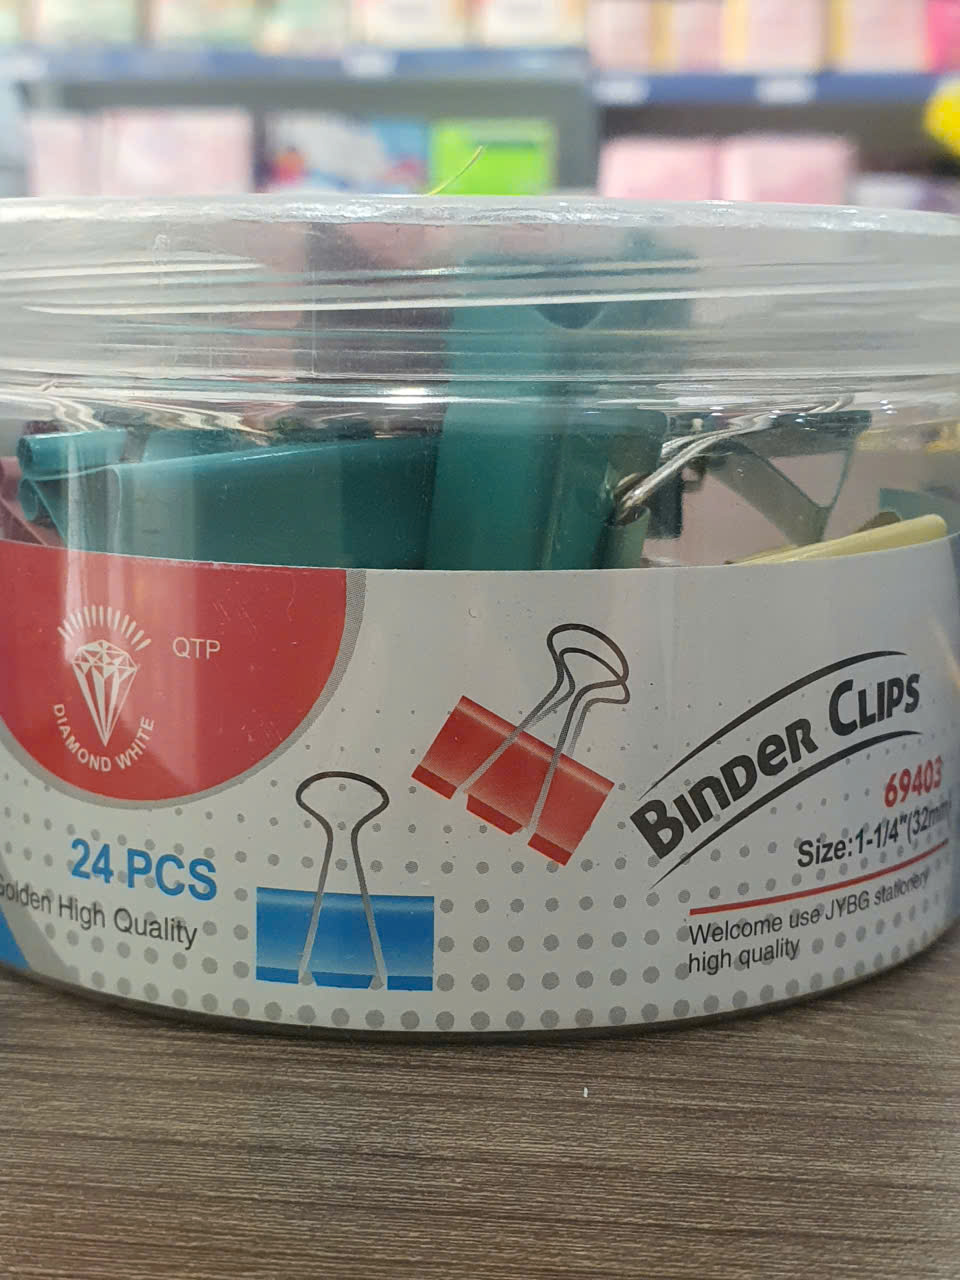 QTP
DIAMOND WHITE
24 PCS
Golden High Quality
BINDER CLIPS
69403
Size:1-1/4"(32mm)
Welcome use JYBG stationery
high quality